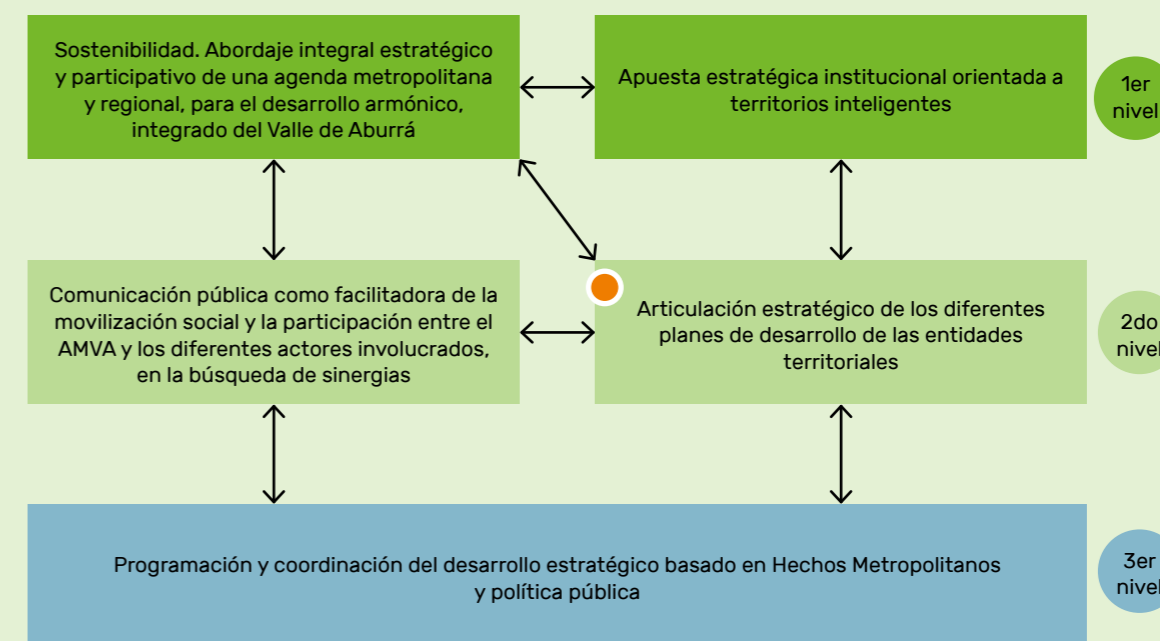 Sostenibilidad. Abordaje integral estratégico
y participativo de una agenda metropolitana
y regional, para el desarrollo armónico,
integrado del Valle de Aburrá
Apuesta estratégica institucional orientada a
territorios inteligentes
1er
nivel
Comunicación pública como facilitadora de la
movilización social y la participación entre el
AMVA y los diferentes actores involucrados,
en la búsqueda de sinergias
Articulación estratégico de los diferentes
planes de desarrollo de las entidades
territoriales
2do
nivel
Programación y coordinación del desarrollo estratégico basado en Hechos Metropolitanos
y política pública
3er
nivel